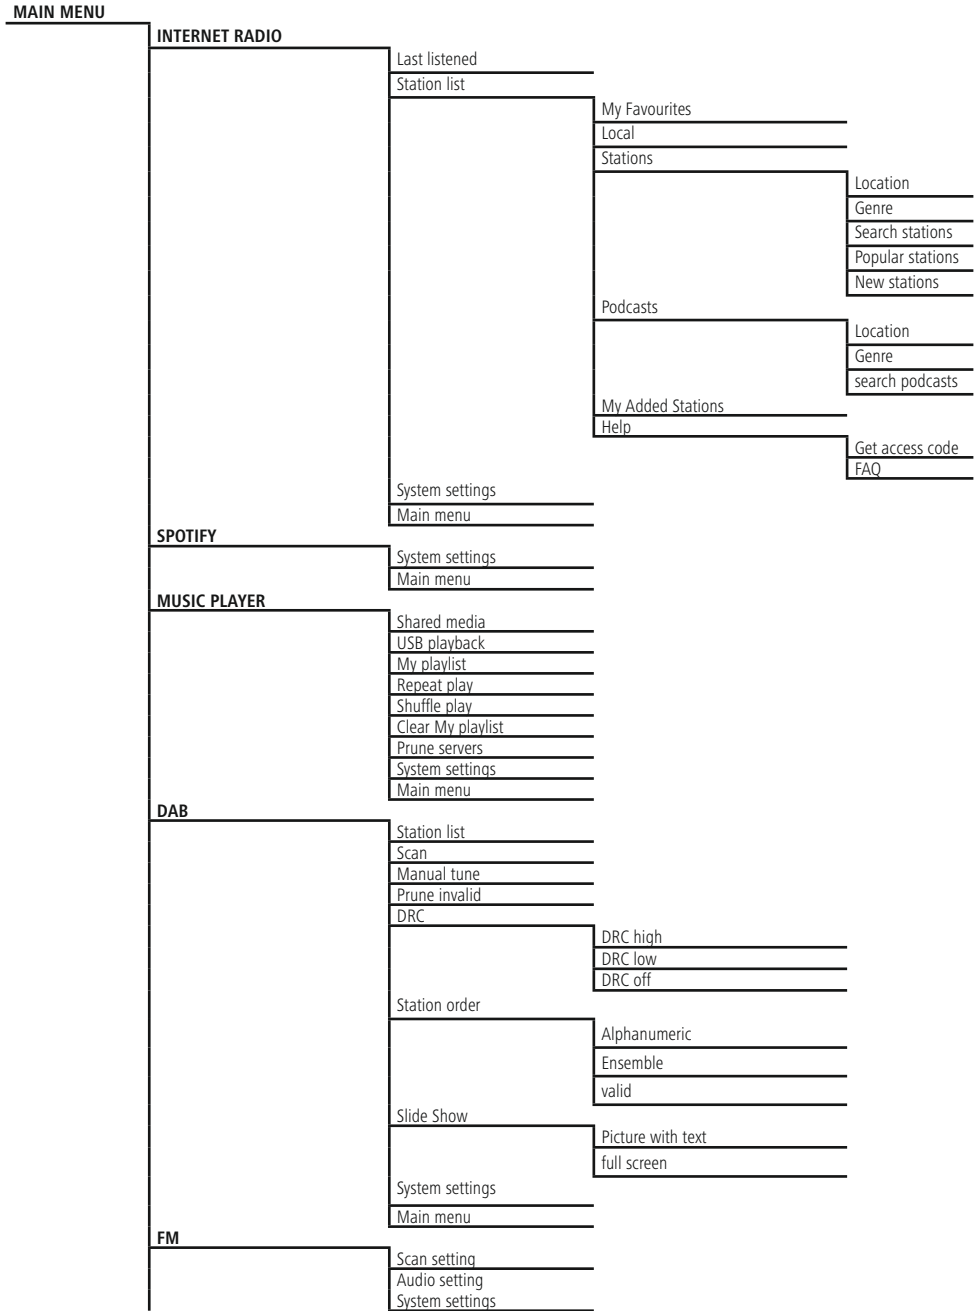 MAIN MENU
INTERNET RADIO
Last listened
Station list
My Favourites
Local
Stations
Location
Genre
Search stations
Popular stations
New stations
Podcasts
Location
Genre
search podcasts
My Added Stations
Help
Get access code
FAQ
System settings
Main menu
SPOTIFY
System settings
Main menu
MUSIC PLAYER
Shared media
USB playback
My playlist
Repeat play
Shuffle play
Clear My playlist
Prune servers
System settings
Main menu
DAB
Station list
Scan
Manual tune
Prune invalid
DRC
DRC high
DRC low
DRC off
Station order
Alphanumeric
Ensemble
valid
Slide Show
Picture with text
full screen
System settings
Main menu
FM
Scan setting
Audio setting
System settings